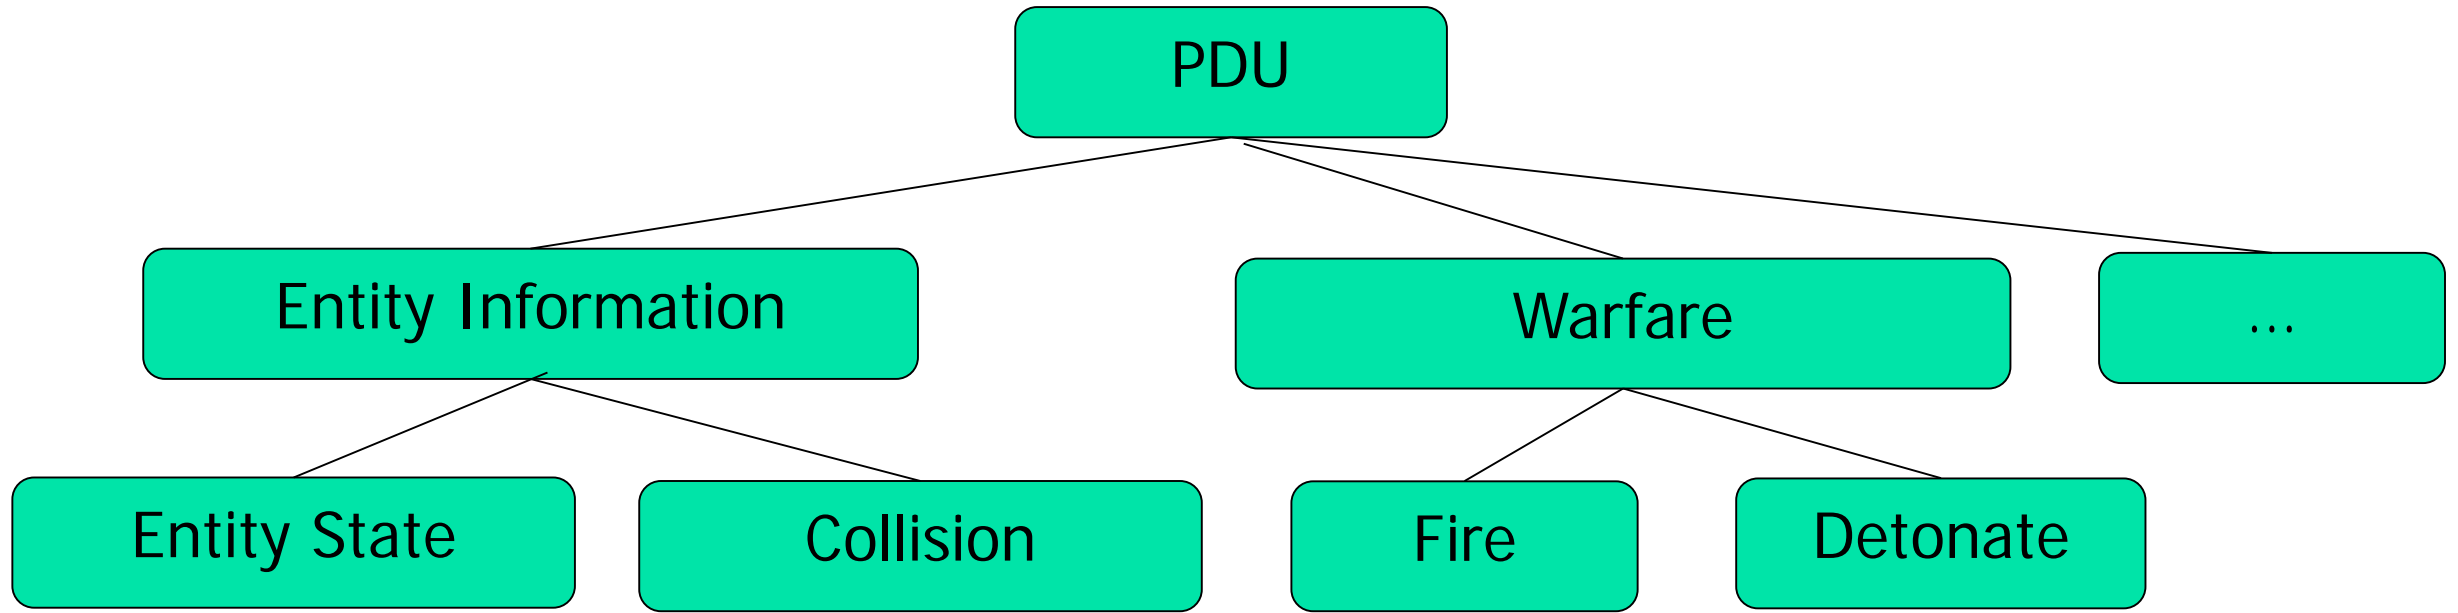 PDU
Entity Information
Warfare
...
Entity State
Collision
Fire
Detonate